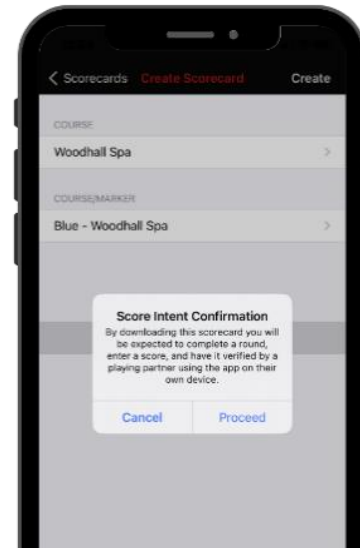 Scorecards Create Scorecard Create
COURSE
Woodhall Spa
COURSE/MARKER
Blue - Woodhall Spa
Score Intent Confirmation
By downloading this scorecard you will
be expected to complete a round,
enter a score, and have it verified by a
playing partner using the app on their
own device.
Cancel Proceed